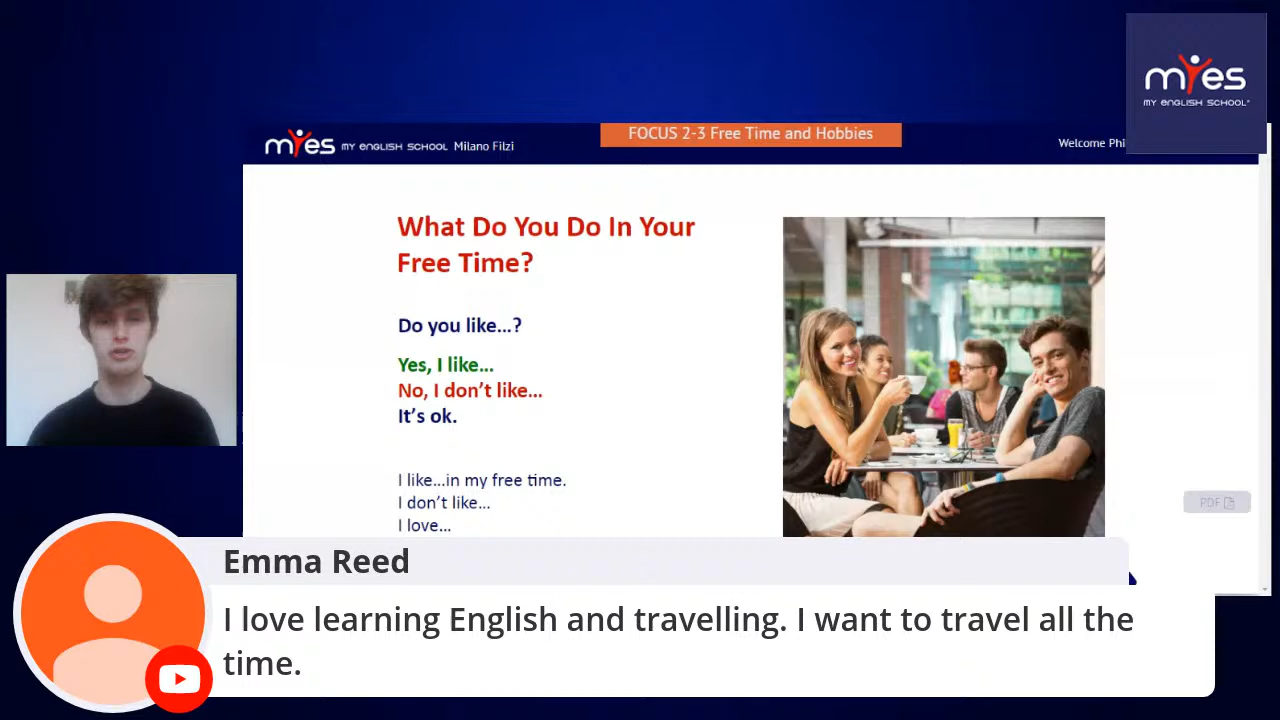 myes
MY ENGLISH SCHOOL
myes MY ENGLISH SCHOOL Milano Filzi
FOCUS 2-3 Free Time and Hobbies
Welcome Phi
What Do You Do In Your
Free Time?
Do you like...?
Yes, I like...
No, I don't like...
It's ok.
I like...in my free time.
I don't like...
I love...
PDF
Emma Reed
I love learning English and travelling. I want to travel all the
time.